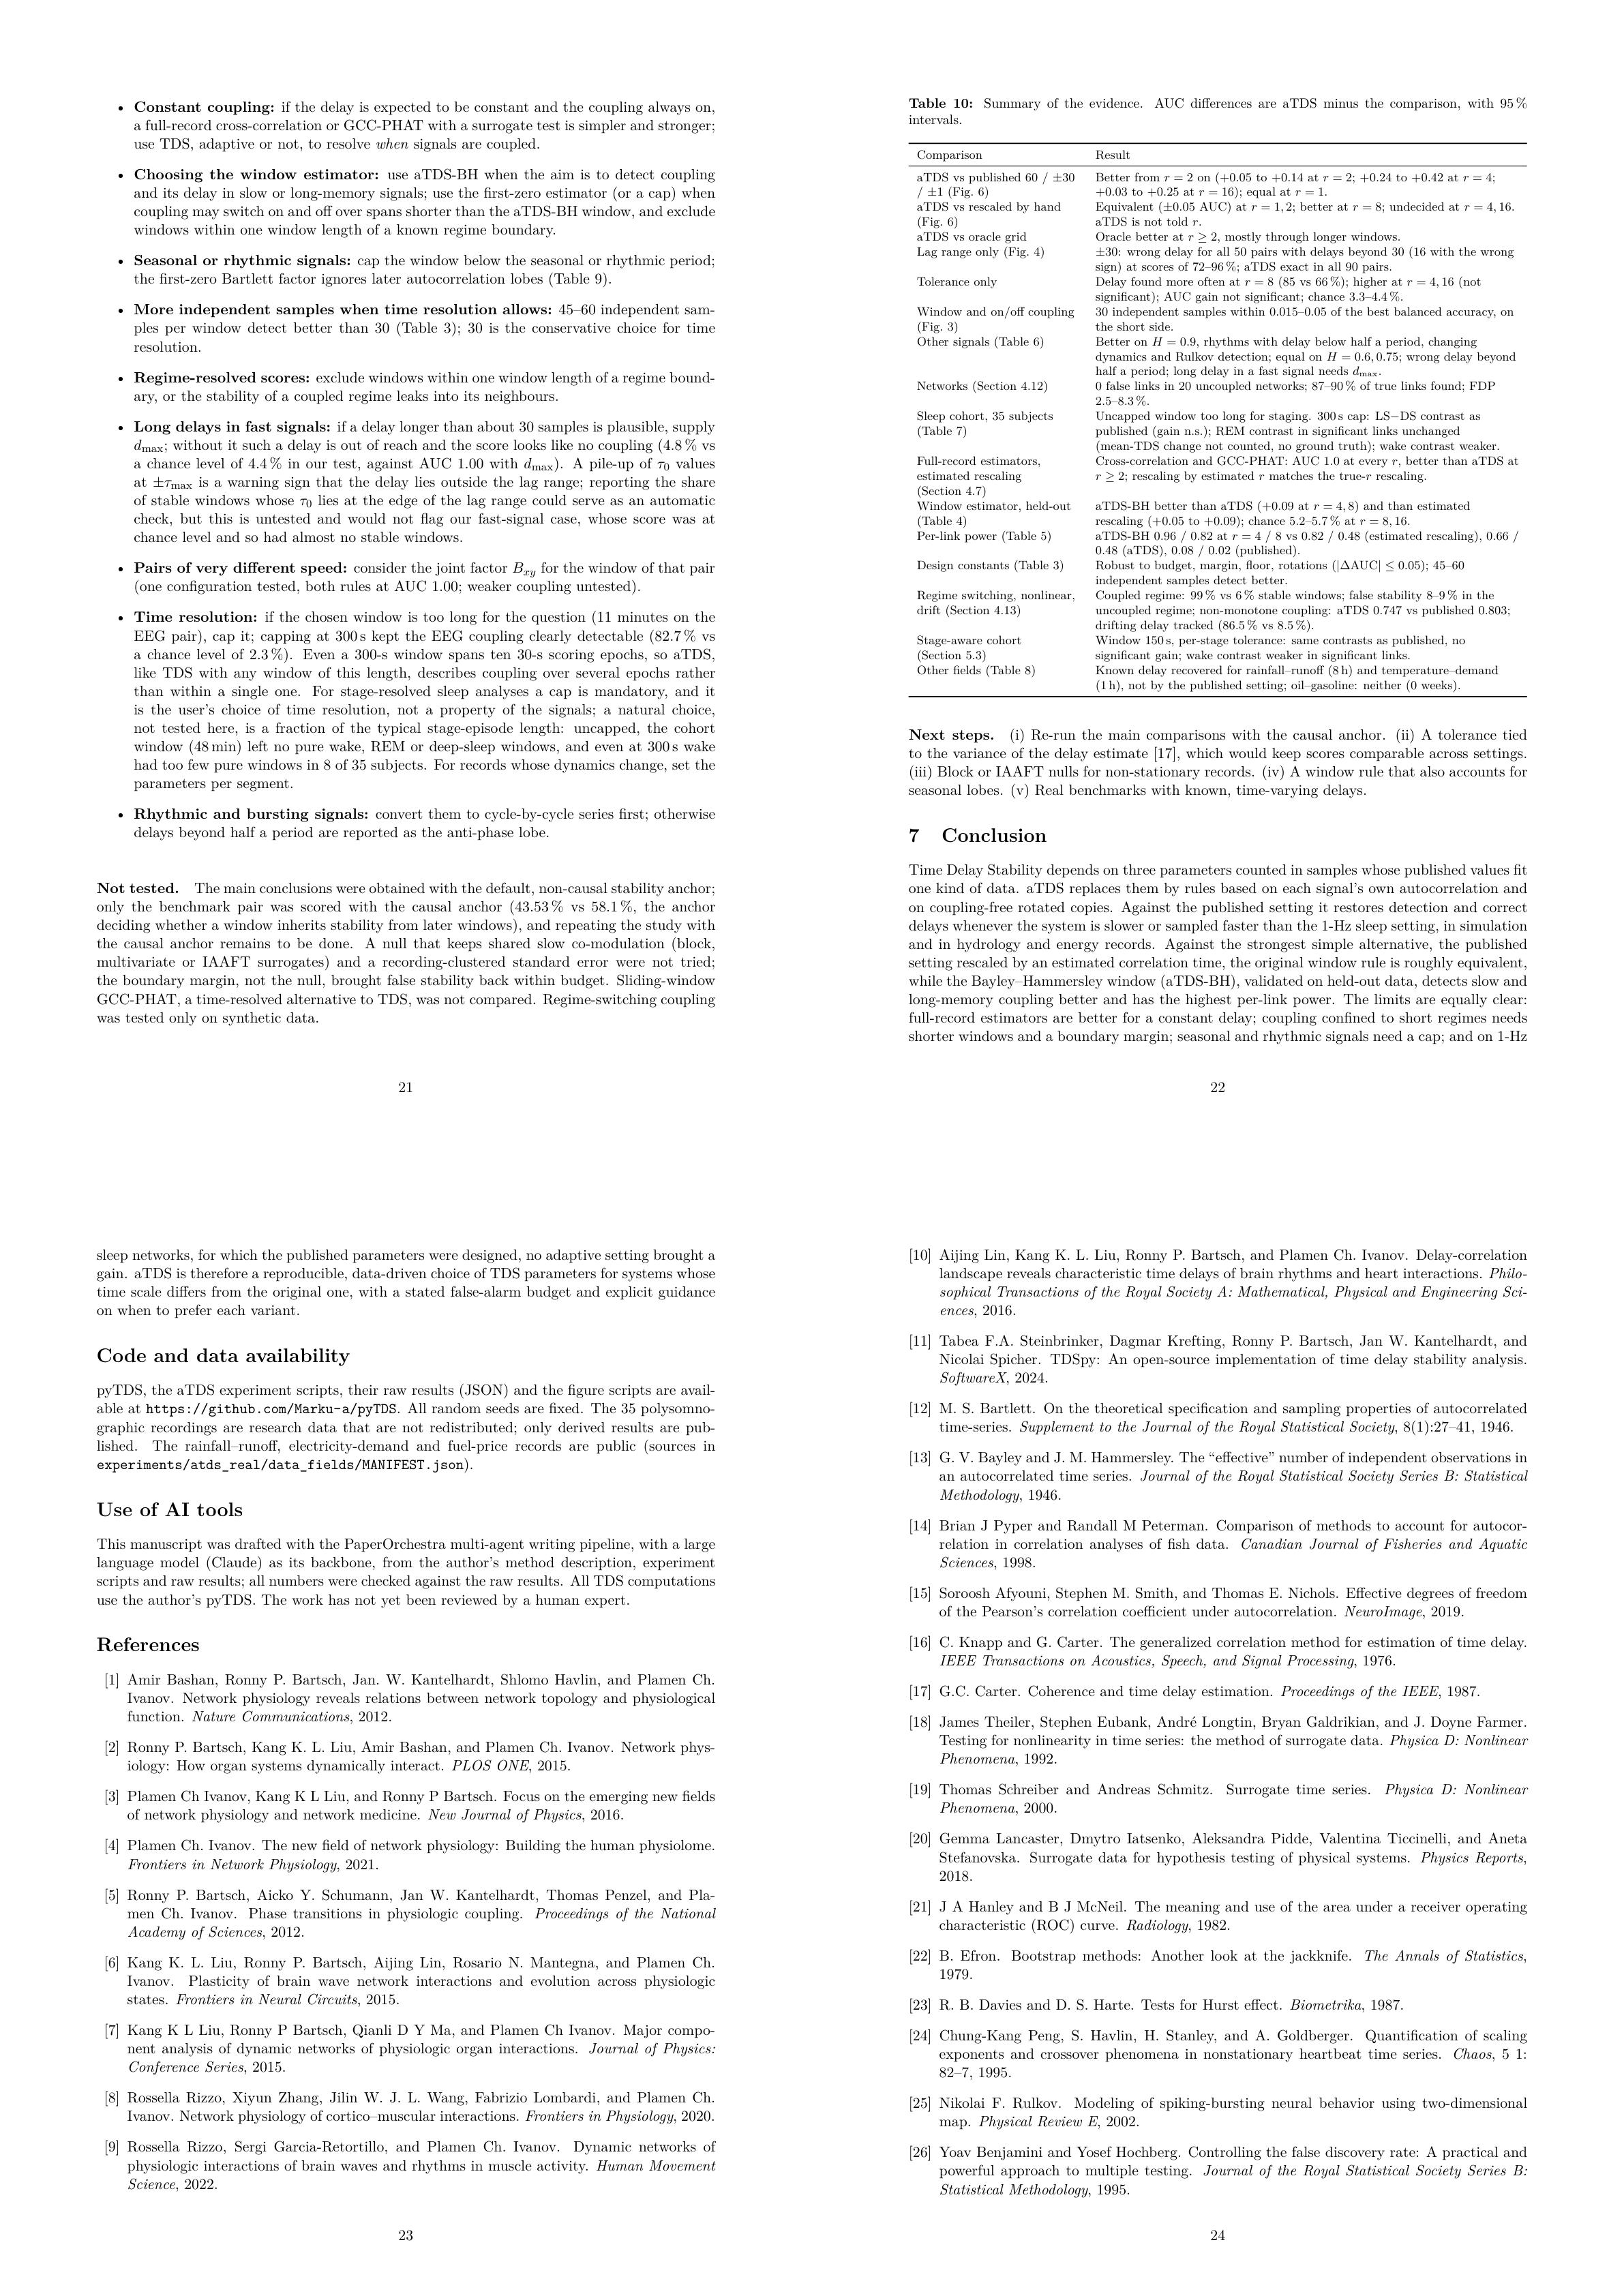 • Constant coupling: if the delay is expected to be constant and the coupling always on,
a full-record cross-correlation or GCC-PHAT with a surrogate test is simpler and stronger;
use TDS, adaptive or not, to resolve when signals are coupled.
• Choosing the window estimator: use aTDS-BH when the aim is to detect coupling
and its delay in slow or long-memory signals; use the first-zero estimator (or a cap) when
coupling may switch on and off over spans shorter than the aTDS-BH window, and exclude
windows within one window length of a known regime boundary.
• Seasonal or rhythmic signals: cap the window below the seasonal or rhythmic period;
the first-zero Bartlett factor ignores later autocorrelation lobes (Table 9).
• More independent samples when time resolution allows: 45–60 independent sam-
ples per window detect better than 30 (Table 3); 30 is the conservative choice for time
resolution.
• Regime-resolved scores: exclude windows within one window length of a regime bound-
ary, or the stability of a coupled regime leaks into its neighbours.
• Long delays in fast signals: if a delay longer than about 30 samples is plausible, supply
d_max; without it such a delay is out of reach and the score looks like no coupling (4.8 % vs
a chance level of 4.4 % in our test, against AUC 1.00 with d_max). A pile-up of τ_0 values
at ±τ_max is a warning sign that the delay lies outside the lag range; reporting the share
of stable windows whose τ_0 lies at the edge of the lag range could serve as an automatic
check, but this is untested and would not flag our fast-signal case, whose score was at
chance level and so had almost no stable windows.
• Pairs of very different speed: consider the joint factor B_xy for the window of that pair
(one configuration tested, both rules at AUC 1.00; weaker coupling untested).
• Time resolution: if the chosen window is too long for the question (11 minutes on the
EEG pair), cap it; capping at 300 s kept the EEG coupling clearly detectable (82.7 % vs
a chance level of 2.3 %). Even a 300-s window spans ten 30-s scoring epochs, so aTDS,
like TDS with any window of this length, describes coupling over several epochs rather
than within a single one. For stage-resolved sleep analyses a cap is mandatory, and it
is the user's choice of time resolution, not a property of the signals; a natural choice,
not tested here, is a fraction of the typical stage-episode length: uncapped, the cohort
window (48 min) left no pure wake, REM or deep-sleep windows, and even at 300 s wake
had too few pure windows in 8 of 35 subjects. For records whose dynamics change, set the
parameters per segment.
• Rhythmic and bursting signals: convert them to cycle-by-cycle series first; otherwise
delays beyond half a period are reported as the anti-phase lobe.
Not tested. The main conclusions were obtained with the default, non-causal stability anchor;
only the benchmark pair was scored with the causal anchor (43.53 % vs 58.1 %, the anchor
deciding whether a window inherits stability from later windows), and repeating the study with
the causal anchor remains to be done. A null that keeps shared slow co-modulation (block,
multivariate or IAAFT surrogates) and a recording-clustered standard error were not tried;
the boundary margin, not the null, brought false stability back within budget. Sliding-window
GCC-PHAT, a time-resolved alternative to TDS, was not compared. Regime-switching coupling
was tested only on synthetic data.
21
Table 10: Summary of the evidence. AUC differences are aTDS minus the comparison, with 95 %
intervals.
Comparison Result
aTDS vs published 60 / ±30 Better from r = 2 on (+0.05 to +0.14 at r = 2; +0.24 to +0.42 at r = 4;
/ ±1 (Fig. 6) +0.03 to +0.25 at r = 16); equal at r = 1.
aTDS vs rescaled by hand Equivalent (±0.05 AUC) at r = 1, 2; better at r = 8; undecided at r = 4, 16.
(Fig. 6) aTDS is not told r.
aTDS vs oracle grid Oracle better at r ≥ 2, mostly through longer windows.
Lag range only (Fig. 4) ±30: wrong delay for all 50 pairs with delays beyond 30 (16 with the wrong
sign) at scores of 72–96 %; aTDS exact in all 90 pairs.
Tolerance only Delay found more often at r = 8 (85 vs 66 %); higher at r = 4, 16 (not
significant); AUC gain not significant; chance 3.3–4.4 %.
Window and on/off coupling 30 independent samples within 0.015–0.05 of the best balanced accuracy, on
(Fig. 3) the short side.
Other signals (Table 6) Better on H = 0.9, rhythms with delay below half a period, changing
dynamics and Rulkov detection; equal on H = 0.6, 0.75; wrong delay beyond
half a period; long delay in a fast signal needs d_max.
Networks (Section 4.12) 0 false links in 20 uncoupled networks; 87–90 % of true links found; FDP
2.5–8.3 %.
Sleep cohort, 35 subjects Uncapped window too long for staging. 300 s cap: LS−DS contrast as
(Table 7) published (gain n.s.); REM contrast in significant links unchanged
(mean-TDS change not counted, no ground truth); wake contrast weaker.
Full-record estimators, Cross-correlation and GCC-PHAT: AUC 1.0 at every r, better than aTDS at
estimated rescaling r ≥ 2; rescaling by estimated r matches the true-r rescaling.
(Section 4.7)
Window estimator, held-out aTDS-BH better than aTDS (+0.09 at r = 4, 8) and than estimated
(Table 4) rescaling (+0.05 to +0.09); chance 5.2–5.7 % at r = 8, 16.
Per-link power (Table 5) aTDS-BH 0.96 / 0.82 at r = 4 / 8 vs 0.82 / 0.48 (estimated rescaling), 0.66 /
0.48 (aTDS), 0.08 / 0.02 (published).
Design constants (Table 3) Robust to budget, margin, floor, rotations (|ΔAUC| ≤ 0.05); 45–60
independent samples detect better.
Regime switching, nonlinear, Coupled regime: 99 % vs 6 % stable windows; false stability 8–9 % in the
drift (Section 4.13) uncoupled regime; non-monotone coupling: aTDS 0.747 vs published 0.803;
drifting delay tracked (86.5 % vs 8.5 %).
Stage-aware cohort Window 150 s, per-stage tolerance: same contrasts as published, no
(Section 5.3) significant gain; wake contrast weaker in significant links.
Other fields (Table 8) Known delay recovered for rainfall–runoff (8 h) and temperature–demand
(1 h), not by the published setting; oil–gasoline: neither (0 weeks).
Next steps. (i) Re-run the main comparisons with the causal anchor. (ii) A tolerance tied
to the variance of the delay estimate [17], which would keep scores comparable across settings.
(iii) Block or IAAFT nulls for non-stationary records. (iv) A window rule that also accounts for
seasonal lobes. (v) Real benchmarks with known, time-varying delays.
7 Conclusion
Time Delay Stability depends on three parameters counted in samples whose published values fit
one kind of data. aTDS replaces them by rules based on each signal's own autocorrelation and
on coupling-free rotated copies. Against the published setting it restores detection and correct
delays whenever the system is slower or sampled faster than the 1-Hz sleep setting, in simulation
and in hydrology and energy records. Against the strongest simple alternative, the published
setting rescaled by an estimated correlation time, the original window rule is roughly equivalent,
while the Bayley–Hammersley window (aTDS-BH), validated on held-out data, detects slow and
long-memory coupling better and has the highest per-link power. The limits are equally clear:
full-record estimators are better for a constant delay; coupling confined to short regimes needs
shorter windows and a boundary margin; seasonal and rhythmic signals need a cap; and on 1-Hz
22
sleep networks, for which the published parameters were designed, no adaptive setting brought a
gain. aTDS is therefore a reproducible, data-driven choice of TDS parameters for systems whose
time scale differs from the original one, with a stated false-alarm budget and explicit guidance
on when to prefer each variant.
Code and data availability
pyTDS, the aTDS experiment scripts, their raw results (JSON) and the figure scripts are avail-
able at https://github.com/Marku-a/pyTDS. All random seeds are fixed. The 35 polysomno-
graphic recordings are research data that are not redistributed; only derived results are pub-
lished. The rainfall–runoff, electricity-demand and fuel-price records are public (sources in
experiments/atds_real/data_fields/MANIFEST.json).
Use of AI tools
This manuscript was drafted with the PaperOrchestra multi-agent writing pipeline, with a large
language model (Claude) as its backbone, from the author's method description, experiment
scripts and raw results; all numbers were checked against the raw results. All TDS computations
use the author's pyTDS. The work has not yet been reviewed by a human expert.
References
[1] Amir Bashan, Ronny P. Bartsch, Jan. W. Kantelhardt, Shlomo Havlin, and Plamen Ch.
Ivanov. Network physiology reveals relations between network topology and physiological
function. Nature Communications, 2012.
[2] Ronny P. Bartsch, Kang K. L. Liu, Amir Bashan, and Plamen Ch. Ivanov. Network phys-
iology: How organ systems dynamically interact. PLOS ONE, 2015.
[3] Plamen Ch Ivanov, Kang K L Liu, and Ronny P Bartsch. Focus on the emerging new fields
of network physiology and network medicine. New Journal of Physics, 2016.
[4] Plamen Ch. Ivanov. The new field of network physiology: Building the human physiolome.
Frontiers in Network Physiology, 2021.
[5] Ronny P. Bartsch, Aicko Y. Schumann, Jan W. Kantelhardt, Thomas Penzel, and Pla-
men Ch. Ivanov. Phase transitions in physiologic coupling. Proceedings of the National
Academy of Sciences, 2012.
[6] Kang K. L. Liu, Ronny P. Bartsch, Aijing Lin, Rosario N. Mantegna, and Plamen Ch.
Ivanov. Plasticity of brain wave network interactions and evolution across physiologic
states. Frontiers in Neural Circuits, 2015.
[7] Kang K L Liu, Ronny P Bartsch, Qianli D Y Ma, and Plamen Ch Ivanov. Major compo-
nent analysis of dynamic networks of physiologic organ interactions. Journal of Physics:
Conference Series, 2015.
[8] Rossella Rizzo, Xiyun Zhang, Jilin W. J. L. Wang, Fabrizio Lombardi, and Plamen Ch.
Ivanov. Network physiology of cortico–muscular interactions. Frontiers in Physiology, 2020.
[9] Rossella Rizzo, Sergi Garcia-Retortillo, and Plamen Ch. Ivanov. Dynamic networks of
physiologic interactions of brain waves and rhythms in muscle activity. Human Movement
Science, 2022.
23
[10] Aijing Lin, Kang K. L. Liu, Ronny P. Bartsch, and Plamen Ch. Ivanov. Delay-correlation
landscape reveals characteristic time delays of brain rhythms and heart interactions. Philo-
sophical Transactions of the Royal Society A: Mathematical, Physical and Engineering Sci-
ences, 2016.
[11] Tabea F.A. Steinbrinker, Dagmar Krefting, Ronny P. Bartsch, Jan W. Kantelhardt, and
Nicolai Spicher. TDSpy: An open-source implementation of time delay stability analysis.
SoftwareX, 2024.
[12] M. S. Bartlett. On the theoretical specification and sampling properties of autocorrelated
time-series. Supplement to the Journal of the Royal Statistical Society, 8(1):27–41, 1946.
[13] G. V. Bayley and J. M. Hammersley. The “effective” number of independent observations in
an autocorrelated time series. Journal of the Royal Statistical Society Series B: Statistical
Methodology, 1946.
[14] Brian J Pyper and Randall M Peterman. Comparison of methods to account for autocor-
relation in correlation analyses of fish data. Canadian Journal of Fisheries and Aquatic
Sciences, 1998.
[15] Soroosh Afyouni, Stephen M. Smith, and Thomas E. Nichols. Effective degrees of freedom
of the Pearson's correlation coefficient under autocorrelation. NeuroImage, 2019.
[16] C. Knapp and G. Carter. The generalized correlation method for estimation of time delay.
IEEE Transactions on Acoustics, Speech, and Signal Processing, 1976.
[17] G.C. Carter. Coherence and time delay estimation. Proceedings of the IEEE, 1987.
[18] James Theiler, Stephen Eubank, André Longtin, Bryan Galdrikian, and J. Doyne Farmer.
Testing for nonlinearity in time series: the method of surrogate data. Physica D: Nonlinear
Phenomena, 1992.
[19] Thomas Schreiber and Andreas Schmitz. Surrogate time series. Physica D: Nonlinear
Phenomena, 2000.
[20] Gemma Lancaster, Dmytro Iatsenko, Aleksandra Pidde, Valentina Ticcinelli, and Aneta
Stefanovska. Surrogate data for hypothesis testing of physical systems. Physics Reports,
2018.
[21] J A Hanley and B J McNeil. The meaning and use of the area under a receiver operating
characteristic (ROC) curve. Radiology, 1982.
[22] B. Efron. Bootstrap methods: Another look at the jackknife. The Annals of Statistics,
1979.
[23] R. B. Davies and D. S. Harte. Tests for Hurst effect. Biometrika, 1987.
[24] Chung-Kang Peng, S. Havlin, H. Stanley, and A. Goldberger. Quantification of scaling
exponents and crossover phenomena in nonstationary heartbeat time series. Chaos, 5 1:
82–7, 1995.
[25] Nikolai F. Rulkov. Modeling of spiking-bursting neural behavior using two-dimensional
map. Physical Review E, 2002.
[26] Yoav Benjamini and Yosef Hochberg. Controlling the false discovery rate: A practical and
powerful approach to multiple testing. Journal of the Royal Statistical Society Series B:
Statistical Methodology, 1995.
24